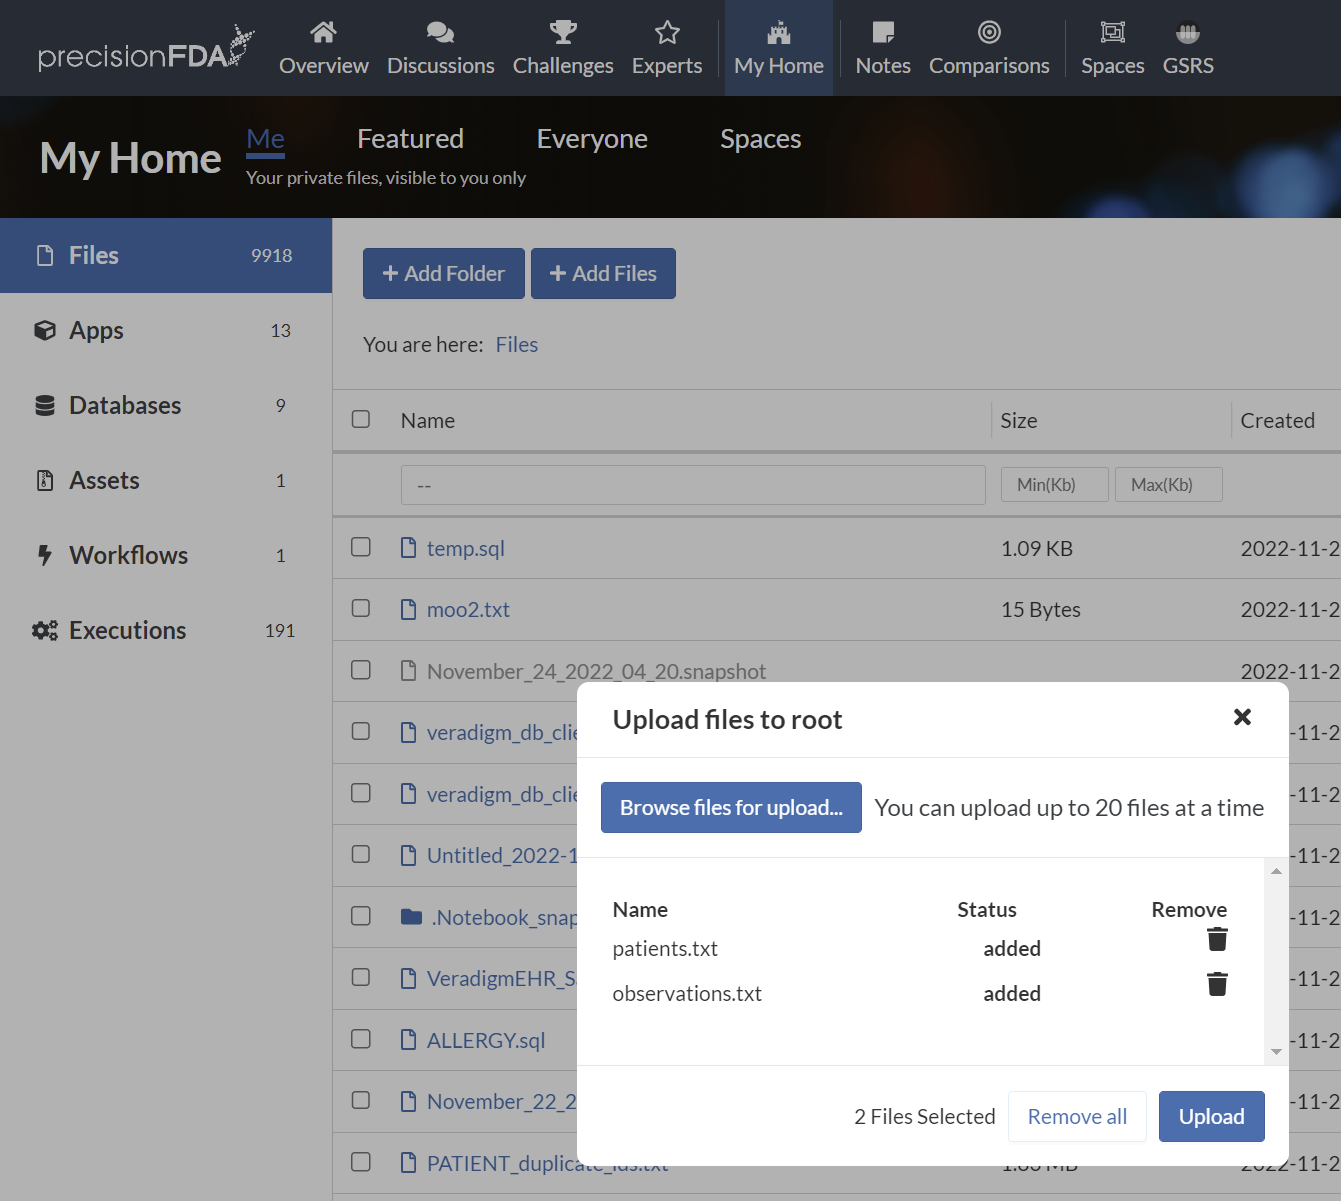 precisionFDA
Overview Discussions Challenges Experts My Home Notes Comparisons Spaces GSRS
My Home
Me Featured Everyone Spaces
Your private files, visible to you only
Files 9918
Apps 13
Databases 9
Assets 1
Workflows 1
Executions 191
+ Add Folder + Add Files
You are here: Files
Name Size Created
-- Min(Kb) Max(Kb)
temp.sql 1.09 KB 2022-11-2
moo2.txt 15 Bytes 2022-11-2
November_24_2022_04_20.snapshot 2022-11-2
veradigm_db_clie -11-2
veradigm_db_clie -11-2
Untitled_2022-1 -11-2
.Notebook_snap -11-2
VeradigmEHR_Sa -11-2
ALLERGY.sql -11-2
November_22_2 -11-2
PATIENT_duplicate_ids.txt MB 2022-11-2
Upload files to root
Browse files for upload... You can upload up to 20 files at a time
Name Status Remove
patients.txt added
observations.txt added
2 Files Selected Remove all Upload